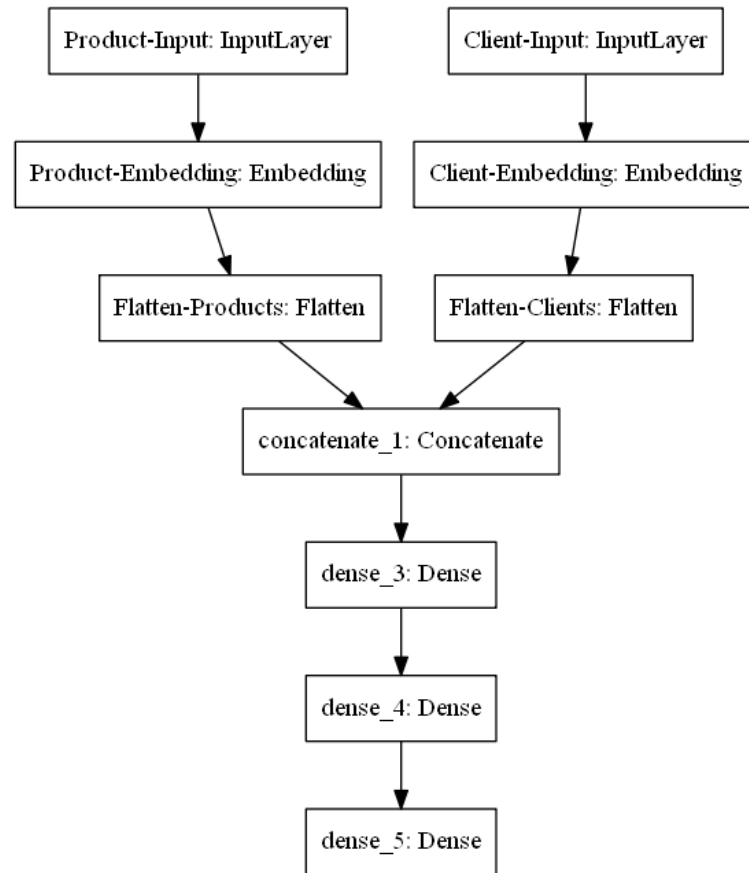 Product-Input: InputLayer
Client-Input: InputLayer
Product-Embedding: Embedding
Client-Embedding: Embedding
Flatten-Products: Flatten
Flatten-Clients: Flatten
concatenate_1: Concatenate
dense_3: Dense
dense_4: Dense
dense_5: Dense